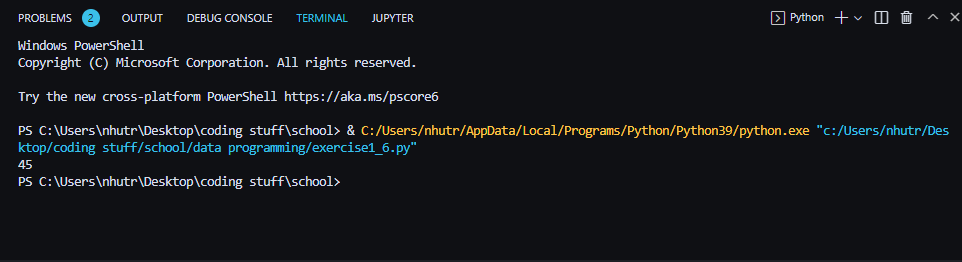 PROBLEMS 2 OUTPUT DEBUG CONSOLE TERMINAL JUPYTER Python
Windows PowerShell
Copyright (C) Microsoft Corporation. All rights reserved.
Try the new cross-platform PowerShell https://aka.ms/pscore6
PS C:\Users\nhutr\Desktop\coding stuff\school> & C:/Users/nhutr/AppData/Local/Programs/Python/Python39/python.exe "c:/Users/nhutr/Des
ktop/coding stuff/school/data programming/exercise1_6.py"
45
PS C:\Users\nhutr\Desktop\coding stuff\school>